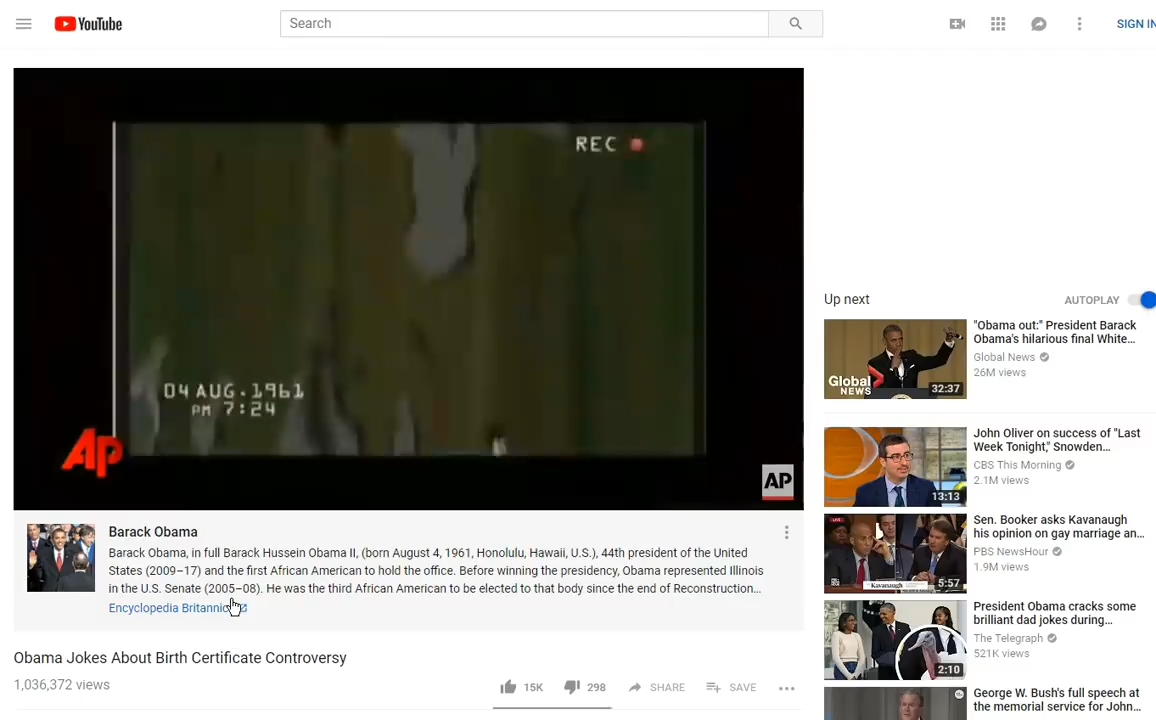 YouTube
Search
SIGN IN
REC
04 AUG.1961
PM 7:24
AP
AP
Barack Obama
Barack Obama, in full Barack Hussein Obama II, (born August 4, 1961, Honolulu, Hawaii, U.S.), 44th president of the United
States (2009–17) and the first African American to hold the office. Before winning the presidency, Obama represented Illinois
in the U.S. Senate (2005–08). He was the third African American to be elected to that body since the end of Reconstruction...
Encyclopedia Britannic
Obama Jokes About Birth Certificate Controversy
1,036,372 views
15K
298
SHARE
SAVE
Up next
AUTOPLAY
Global
NEWS
32:37
"Obama out:" President Barack
Obama's hilarious final White...
Global News
26M views
13:13
John Oliver on success of "Last
Week Tonight," Snowden...
CBS This Morning
2.1M views
LIVE
Kavanaugh
5:57
Sen. Booker asks Kavanaugh
his opinion on gay marriage an...
PBS NewsHour
1.9M views
2:10
President Obama cracks some
brilliant dad jokes during...
The Telegraph
521K views
George W. Bush's full speech at
the memorial service for John...